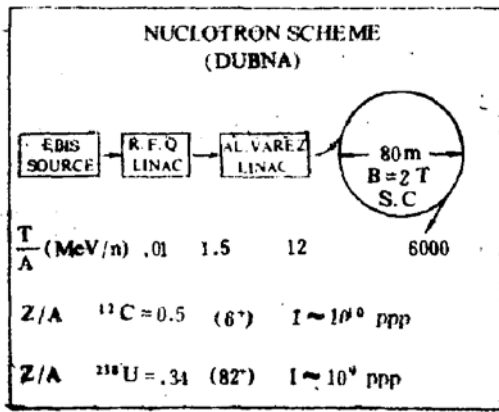 NUCLOTRON SCHEME
(DUBNA)
EBIS SOURCE
R.F.Q LINAC
ALVAREZ LINAC
80m
B=2 T
S.C
T/A (MeV/n) .01 1.5 12 6000
Z/A ¹²C = 0.5 (6⁺) I ~ 10¹⁰ ppp
Z/A ²³⁸U = .34 (82⁺) I ~ 10⁹ ppp